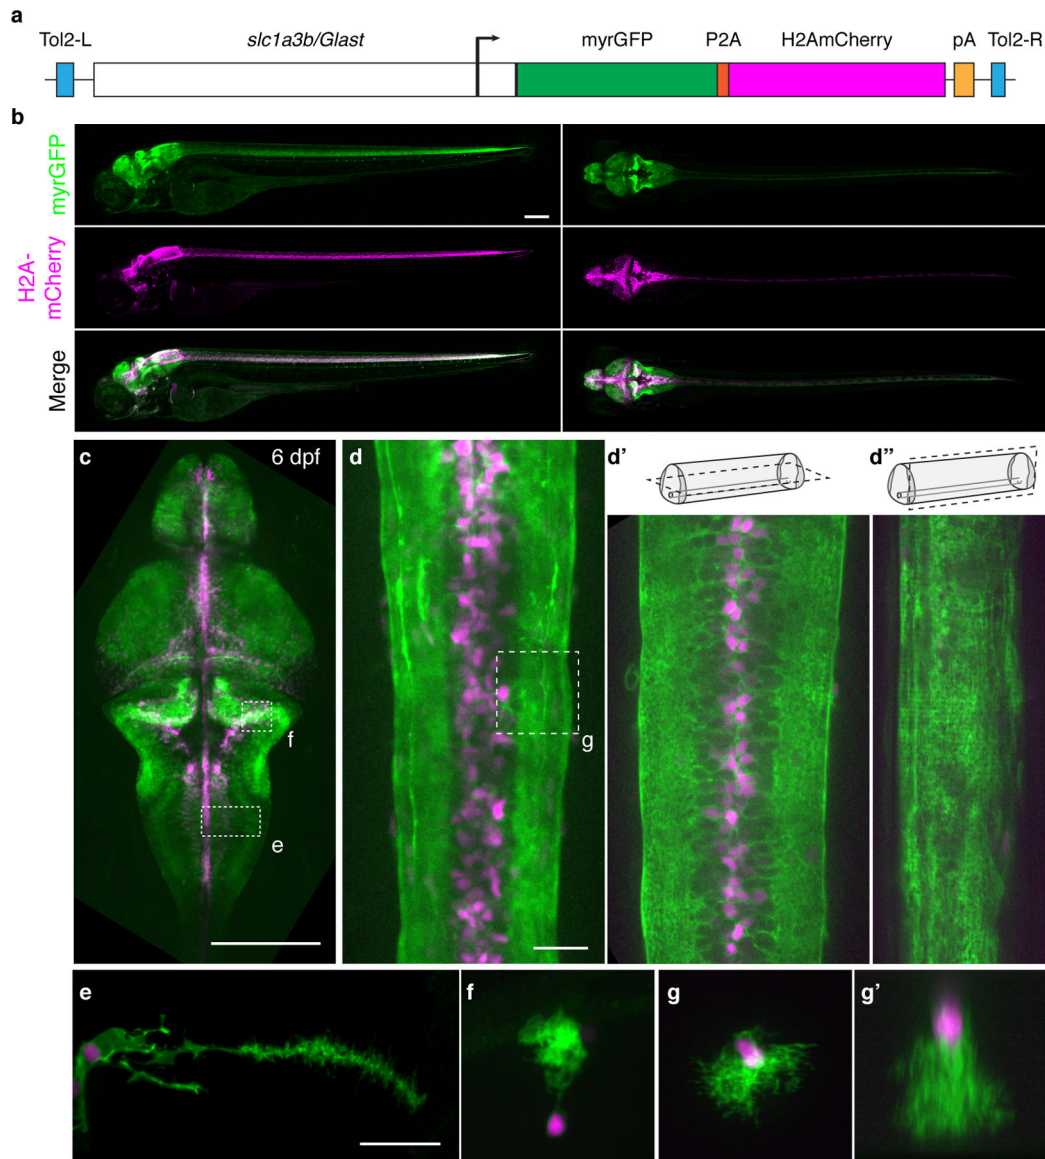 a
Tol2-L slc1a3b/Glast myrGFP P2A H2AmCherry pA Tol2-R
b
myrGFP
H2A-
mCherry
Merge
c 6 dpf
f
e
d
g
d'
d"
e
f
g
g'